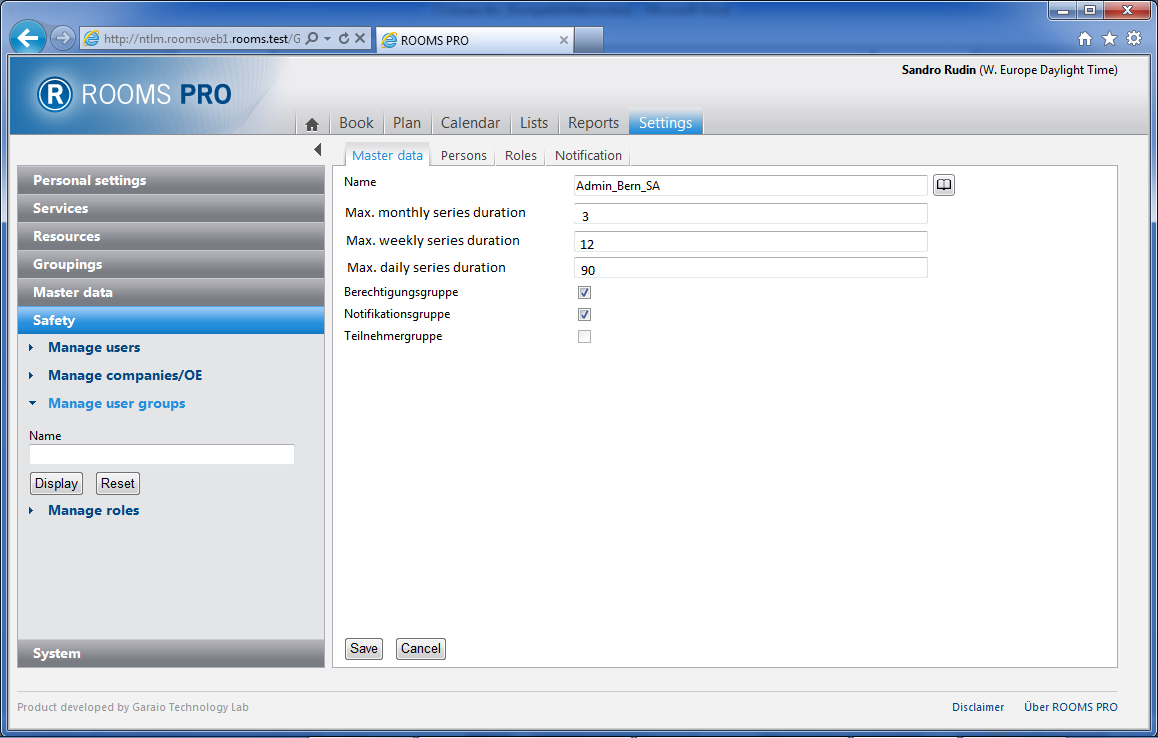 http://ntlm.roomsweb1.rooms.test/G
ROOMS PRO
Sandro Rudin (W. Europe Daylight Time)
R ROOMS PRO
Book Plan Calendar Lists Reports Settings
Master data Persons Roles Notification
Personal settings
Services
Resources
Groupings
Master data
Safety
Manage users
Manage companies/OE
Manage user groups
Name
Display Reset
Manage roles
System
Name Admin_Bern_SA
Max. monthly series duration 3
Max. weekly series duration 12
Max. daily series duration 90
Berechtigungsgruppe
Notifikationsgruppe
Teilnehmergruppe
Save Cancel
Product developed by Garaio Technology Lab
Disclaimer Über ROOMS PRO